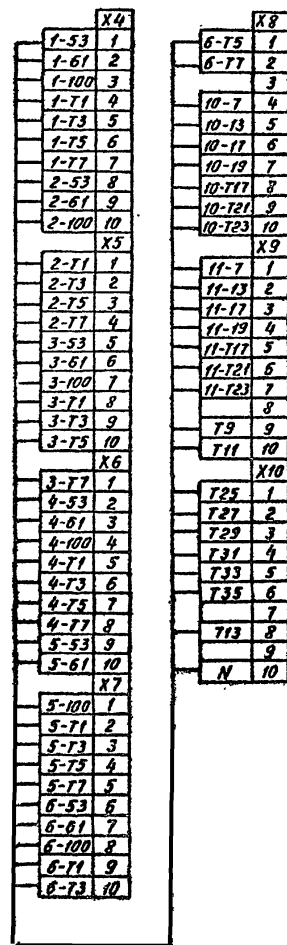 X4
1-53 1
1-61 2
1-100 3
1-T1 4
1-T3 5
1-T5 6
1-T7 7
2-53 8
2-61 9
2-100 10
X5
2-T1 1
2-T3 2
2-T5 3
2-T7 4
3-53 5
3-61 6
3-100 7
3-T1 8
3-T3 9
3-T5 10
X6
3-T7 1
4-53 2
4-61 3
4-100 4
4-T1 5
4-T3 6
4-T5 7
4-T7 8
5-53 9
5-61 10
X7
5-100 1
5-T1 2
5-T3 3
5-T5 4
5-T7 5
6-53 6
6-61 7
6-100 8
6-T1 9
6-T3 10
X8
6-T5 1
6-T7 2
3
10-7 4
10-13 5
10-17 6
10-19 7
10-T17 8
10-T21 9
10-T23 10
X9
11-7 1
11-13 2
11-17 3
11-19 4
11-T17 5
11-T21 6
11-T23 7
8
T9 9
T11 10
X10
T25 1
T27 2
T29 3
T31 4
T33 5
T35 6
7
T13 8
9
N 10